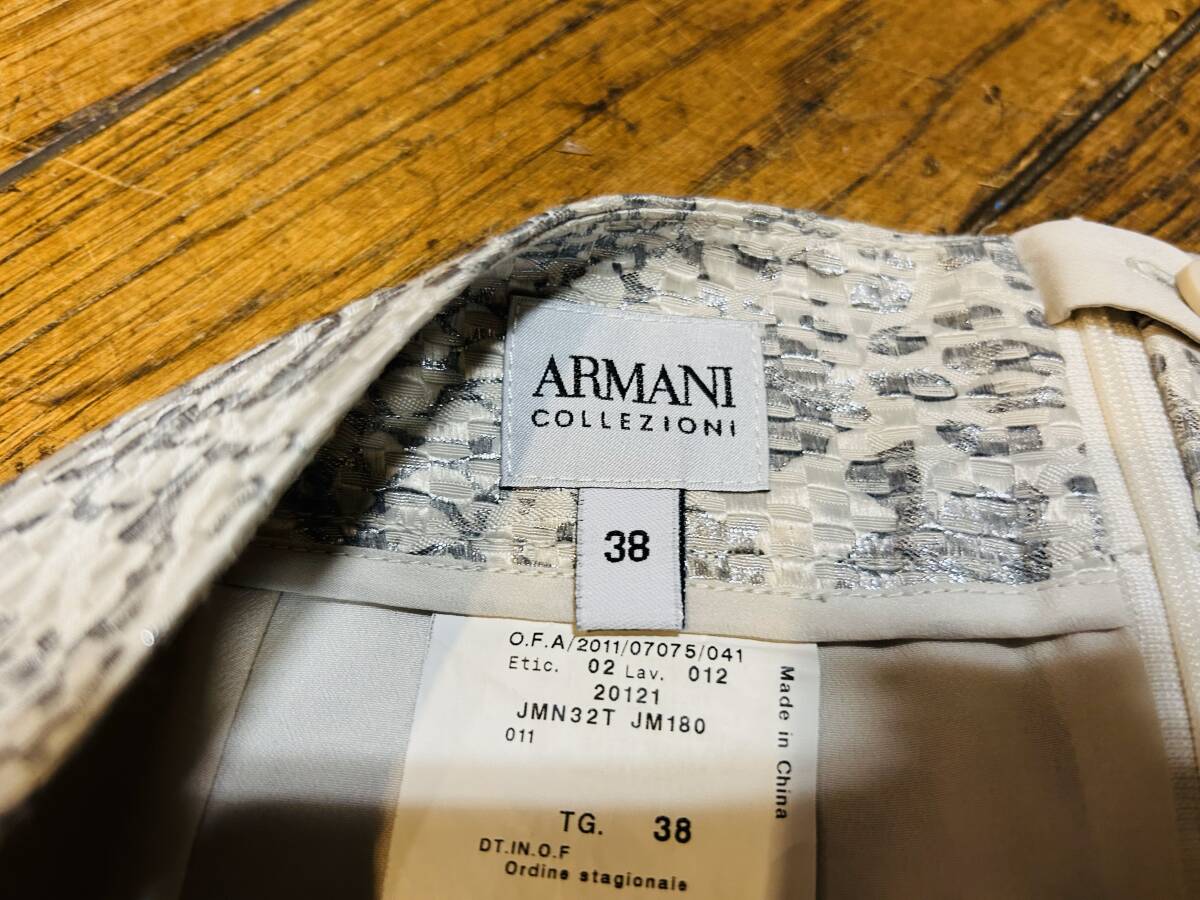 ARMANI
COLLEZIONI
38
O.F.A/2011/07075/041
Etic. 02 Lav. 012
20121
JMN32T JM180
011
Made in China
TG. 38
DT.IN.O.F
Ordine stagionale